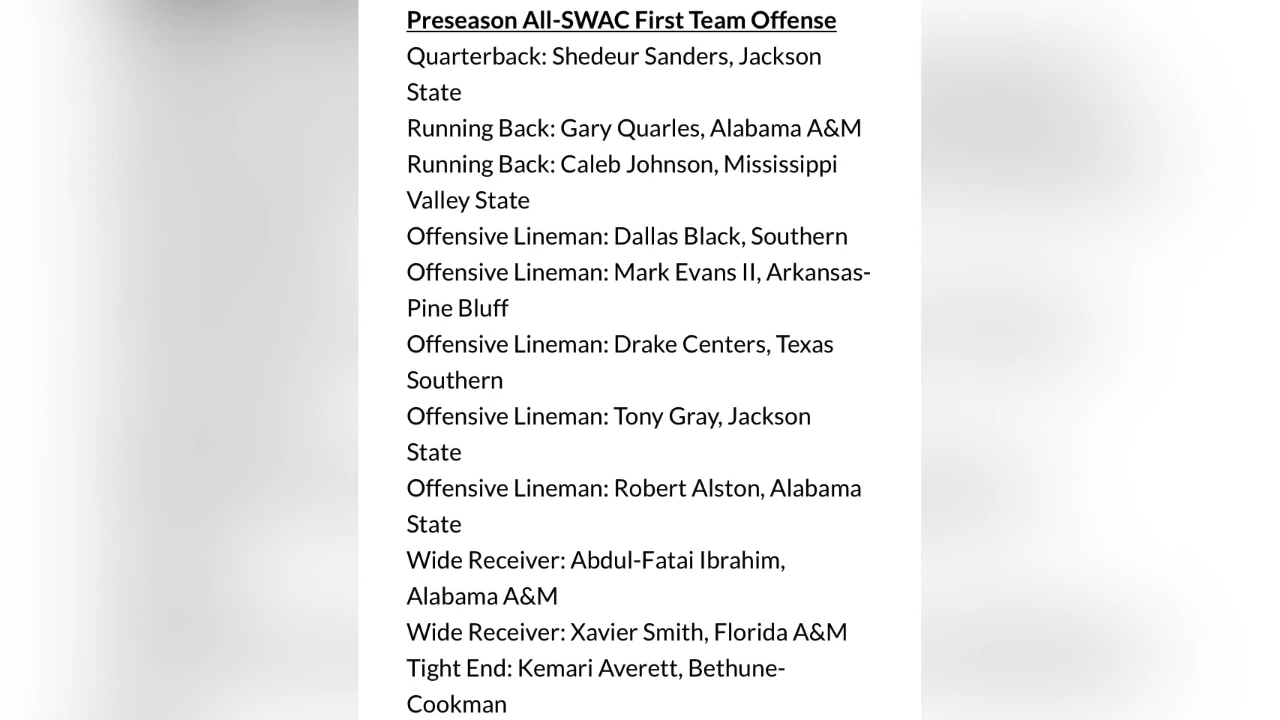 Preseason All-SWAC First Team Offense
Quarterback: Shedeur Sanders, Jackson
State
Running Back: Gary Quarles, Alabama A&M
Running Back: Caleb Johnson, Mississippi
Valley State
Offensive Lineman: Dallas Black, Southern
Offensive Lineman: Mark Evans II, Arkansas-
Pine Bluff
Offensive Lineman: Drake Centers, Texas
Southern
Offensive Lineman: Tony Gray, Jackson
State
Offensive Lineman: Robert Alston, Alabama
State
Wide Receiver: Abdul-Fatai Ibrahim,
Alabama A&M
Wide Receiver: Xavier Smith, Florida A&M
Tight End: Kemari Averett, Bethune-
Cookman